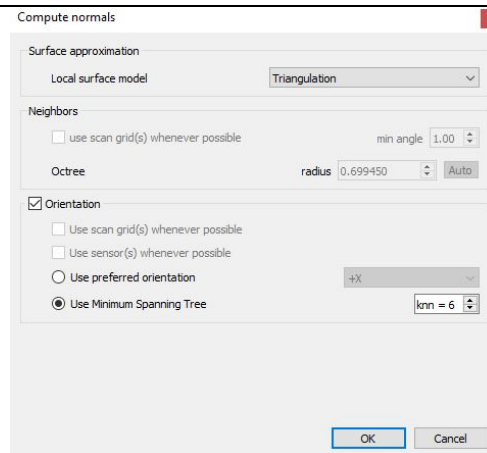 Compute normals
Surface approximation
Local surface model Triangulation
Neighbors
use scan grid(s) whenever possible min angle 1.00
Octree radius 0.699450 Auto
Orientation
Use scan grid(s) whenever possible
Use sensor(s) whenever possible
Use preferred orientation +X
Use Minimum Spanning Tree knn = 6
OK Cancel